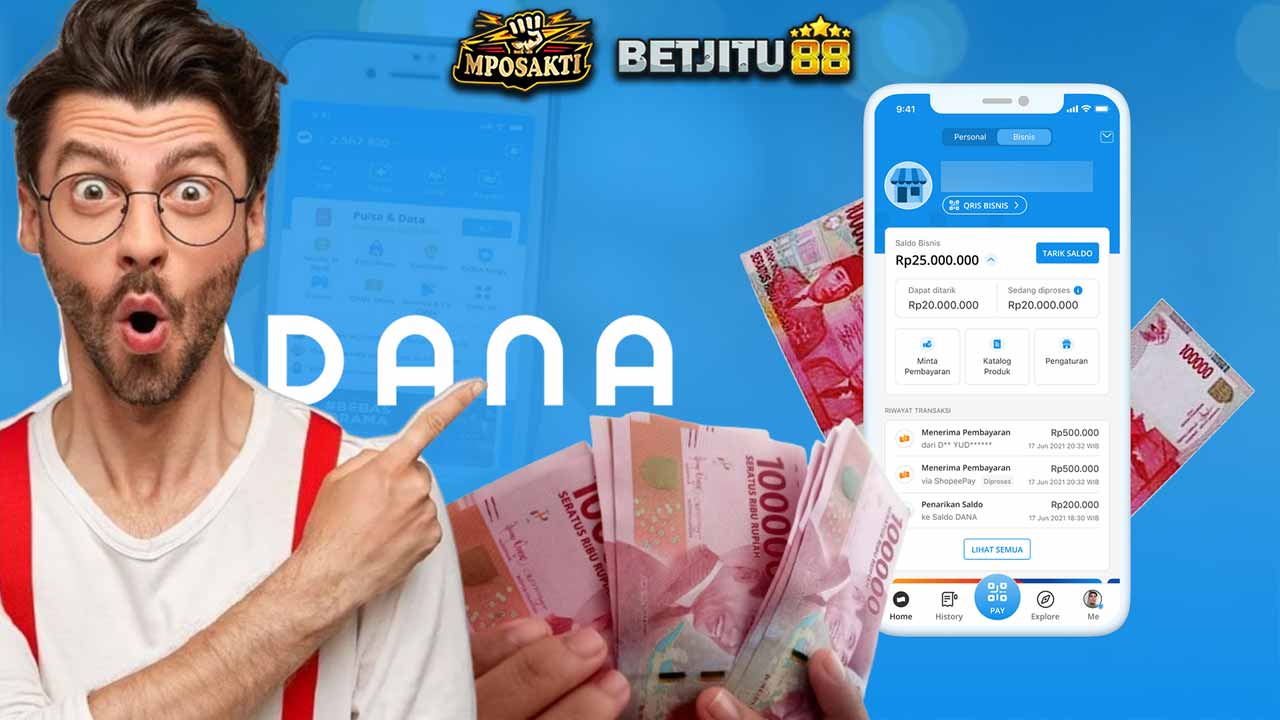 MPOSAKTI
BETJITU88
9:41
Personal
Bisnis
QRIS BISNIS
Saldo Bisnis
Rp25.000.000
TARIK SALDO
Dapat ditarik
Rp20.000.000
Sedang diproses
Rp20.000.000
Minta
Pembayaran
Katalog
Produk
Pengaturan
RIWAYAT TRANSAKSI
Menerima Pembayaran
Rp500.000
dari D** YUD******
17 Jun 2021 20:32 WIB
Menerima Pembayaran
Rp500.000
via ShopeePay
Diproses
17 Jun 2021 20:32 WIB
Penarikan Saldo
Rp200.000
ke Saldo DANA
17 Jun 2021 18:30 WIB
LIHAT SEMUA
Home
History
PAY
Explore
Me
Pulsa & Data
DANA
100000
SERATUS RIBU RUPIAH
100000
100000